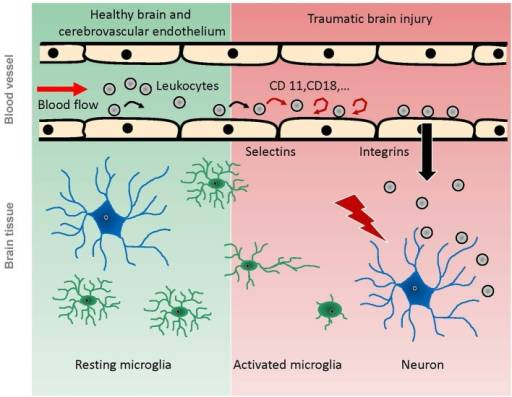 Healthy brain and
cerebrovascular endothelium
Traumatic brain injury
Blood vessel
Leukocytes
CD 11,CD18,...
Blood flow
Selectins
Integrins
Brain tissue
Resting microglia
Activated microglia
Neuron